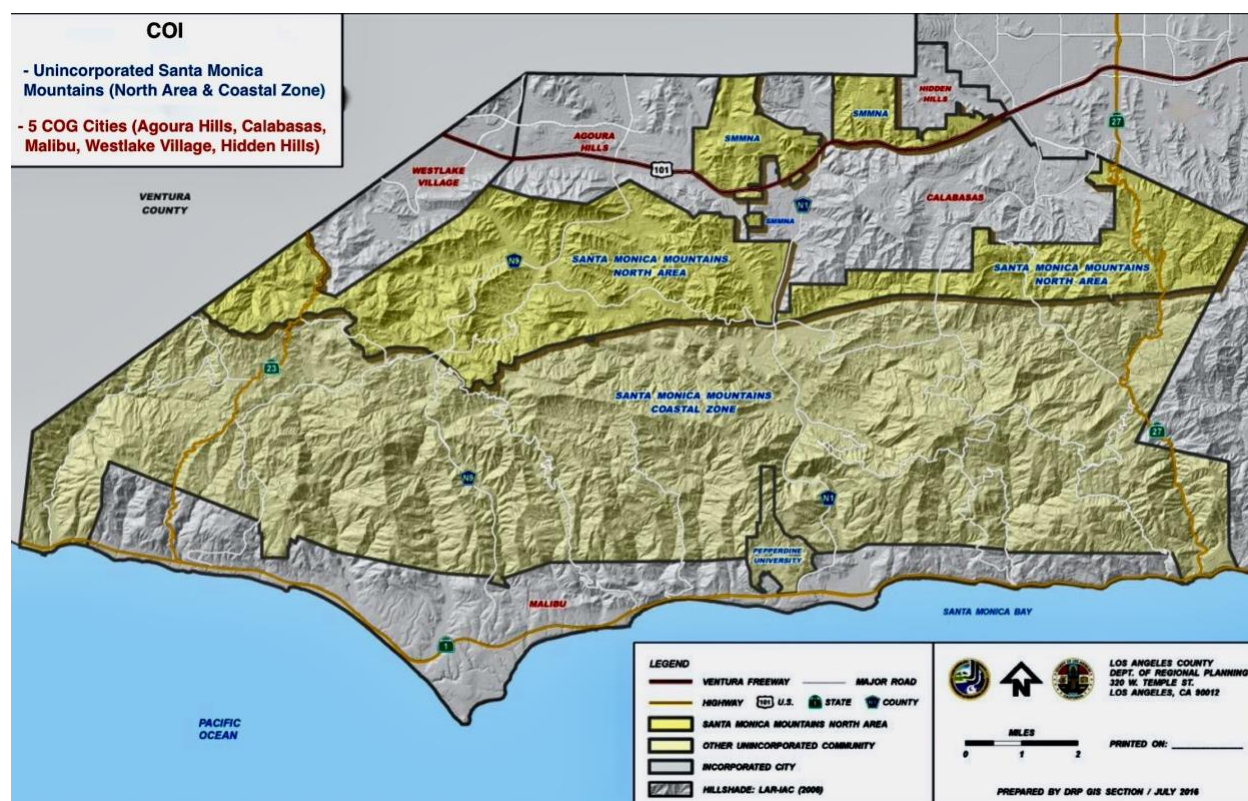 COI
- Unincorporated Santa Monica
Mountains (North Area & Coastal Zone)
- 5 COG Cities (Agoura Hills, Calabasas,
Malibu, Westlake Village, Hidden Hills)
VENTURA
COUNTY
WESTLAKE
VILLAGE
AGOURA
HILLS
101
SMMNA
SMMNA
HIDDEN
HILLS
27
SMMNA
N1
CALABASAS
N9
SANTA MONICA MOUNTAINS
NORTH AREA
SANTA MONICA MOUNTAINS
NORTH AREA
23
SANTA MONICA MOUNTAINS
COASTAL ZONE
27
N9
N1
PEPPERDINE
UNIVERSITY
MALIBU
1
SANTA MONICA BAY
PACIFIC
OCEAN
LEGEND
VENTURA FREEWAY MAJOR ROAD
HIGHWAY 101 U.S. 1 STATE COUNTY
SANTA MONICA MOUNTAINS NORTH AREA
OTHER UNINCORPORATED COMMUNITY
INCORPORATED CITY
HILLSHADE: LAR-IAC (2006)
N
LOS ANGELES COUNTY
DEPT. OF REGIONAL PLANNING
320 W. TEMPLE ST.
LOS ANGELES, CA 90012
MILES
0 1 2
PRINTED ON: ____________
PREPARED BY DRP GIS SECTION / JULY 2016